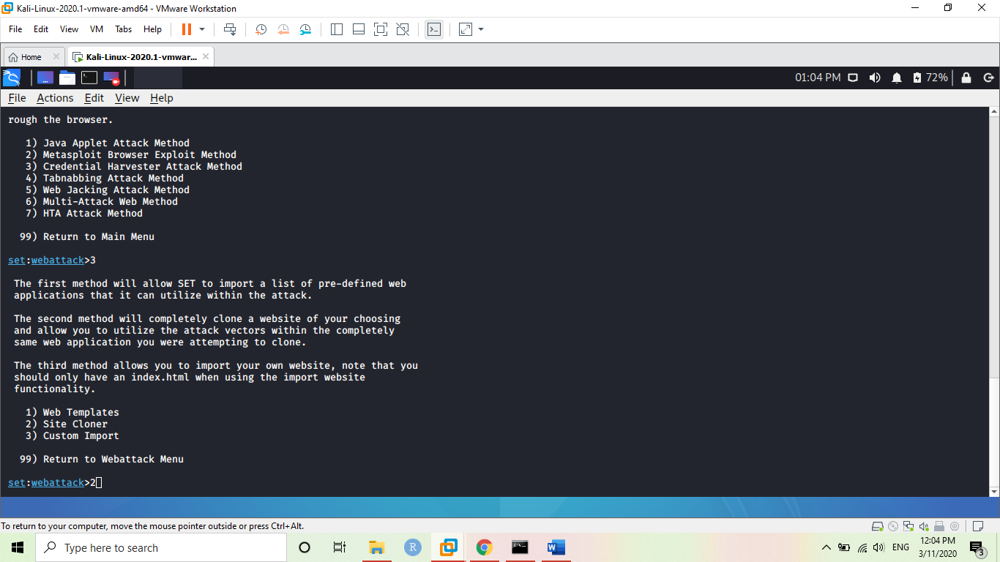 Kali-Linux-2020.1-vmware-amd64 - VMware Workstation
File Edit View VM Tabs Help
Home Kali-Linux-2020.1-vmwar...
01:04 PM 72%
File Actions Edit View Help
rough the browser.
1) Java Applet Attack Method
2) Metasploit Browser Exploit Method
3) Credential Harvester Attack Method
4) Tabnabbing Attack Method
5) Web Jacking Attack Method
6) Multi-Attack Web Method
7) HTA Attack Method
99) Return to Main Menu
set:webattack>3
The first method will allow SET to import a list of pre-defined web
applications that it can utilize within the attack.
The second method will completely clone a website of your choosing
and allow you to utilize the attack vectors within the completely
same web application you were attempting to clone.
The third method allows you to import your own website, note that you
should only have an index.html when using the import website
functionality.
1) Web Templates
2) Site Cloner
3) Custom Import
99) Return to Webattack Menu
set:webattack>2
To return to your computer, move the mouse pointer outside or press Ctrl+Alt.
Type here to search
R
W
ENG
12:04 PM
3/11/2020
3